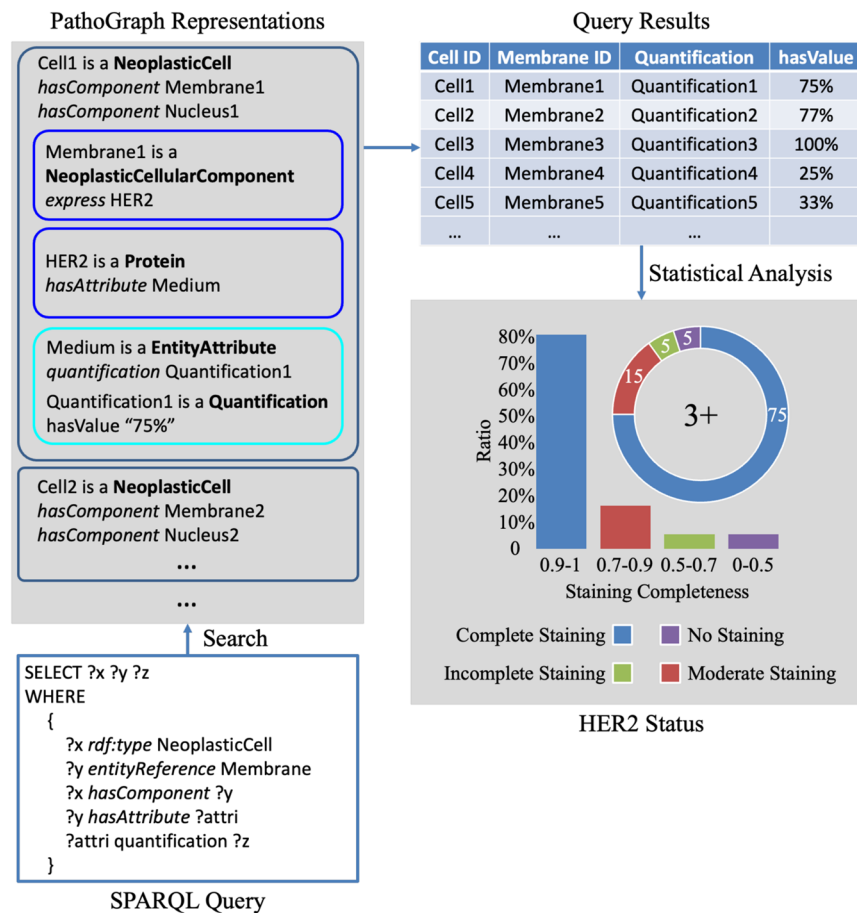 PathoGraph Representations
Cell1 is a NeoplasticCell
hasComponent Membrane1
hasComponent Nucleus1
Membrane1 is a
NeoplasticCellularComponent
express HER2
HER2 is a Protein
hasAttribute Medium
Medium is a EntityAttribute
quantification Quantification1
Quantification1 is a Quantification
hasValue “75%”
Cell2 is a NeoplasticCell
hasComponent Membrane2
hasComponent Nucleus2
...
...
Search
SELECT ?x ?y ?z
WHERE
{
?x rdf:type NeoplasticCell
?y entityReference Membrane
?x hasComponent ?y
?y hasAttribute ?attri
?attri quantification ?z
}
SPARQL Query
Query Results
Cell ID Membrane ID Quantification hasValue
Cell1 Membrane1 Quantification1 75%
Cell2 Membrane2 Quantification2 77%
Cell3 Membrane3 Quantification3 100%
Cell4 Membrane4 Quantification4 25%
Cell5 Membrane5 Quantification5 33%
... ... ...
Statistical Analysis
80%
70%
60%
50%
40%
30%
20%
10%
0
Ratio
5 5
15
75
3+
0.9-1 0.7-0.9 0.5-0.7 0-0.5
Staining Completeness
Complete Staining No Staining
Incomplete Staining Moderate Staining
HER2 Status